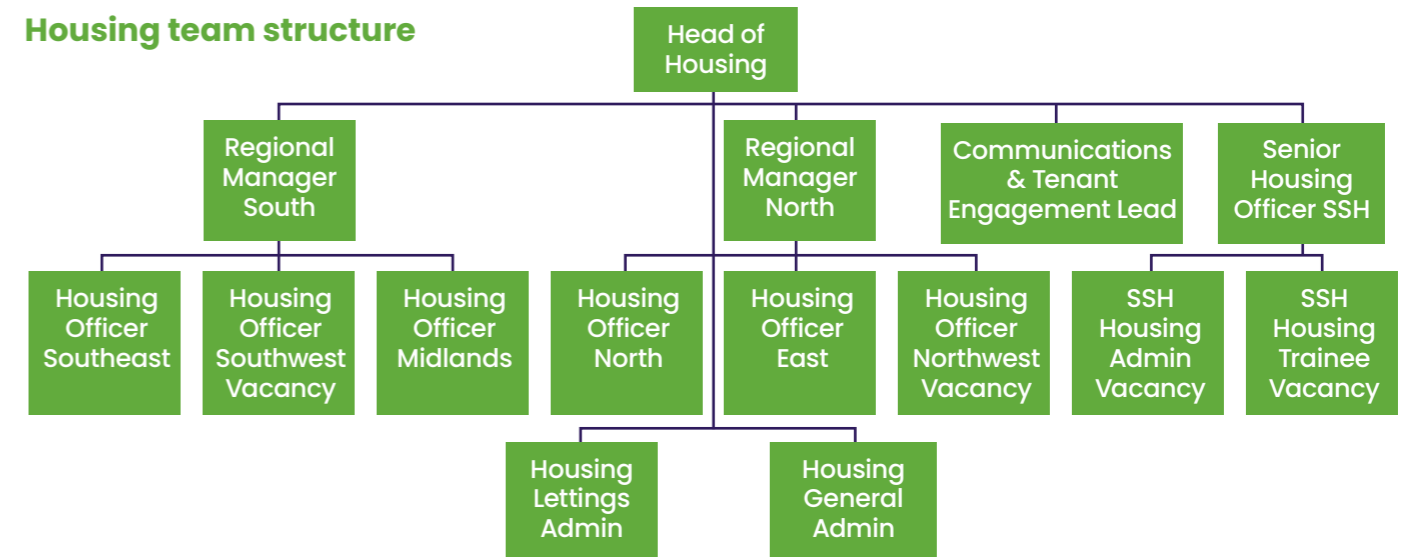 Housing team structure
Head of
Housing
Regional
Manager
South
Regional
Manager
North
Communications
& Tenant
Engagement Lead
Senior
Housing
Officer SSH
Housing
Officer
Southeast
Housing
Officer
Southwest
Vacancy
Housing
Officer
Midlands
Housing
Officer
North
Housing
Officer
East
Housing
Officer
Northwest
Vacancy
SSH
Housing
Admin
Vacancy
SSH
Housing
Trainee
Vacancy
Housing
Lettings
Admin
Housing
General
Admin